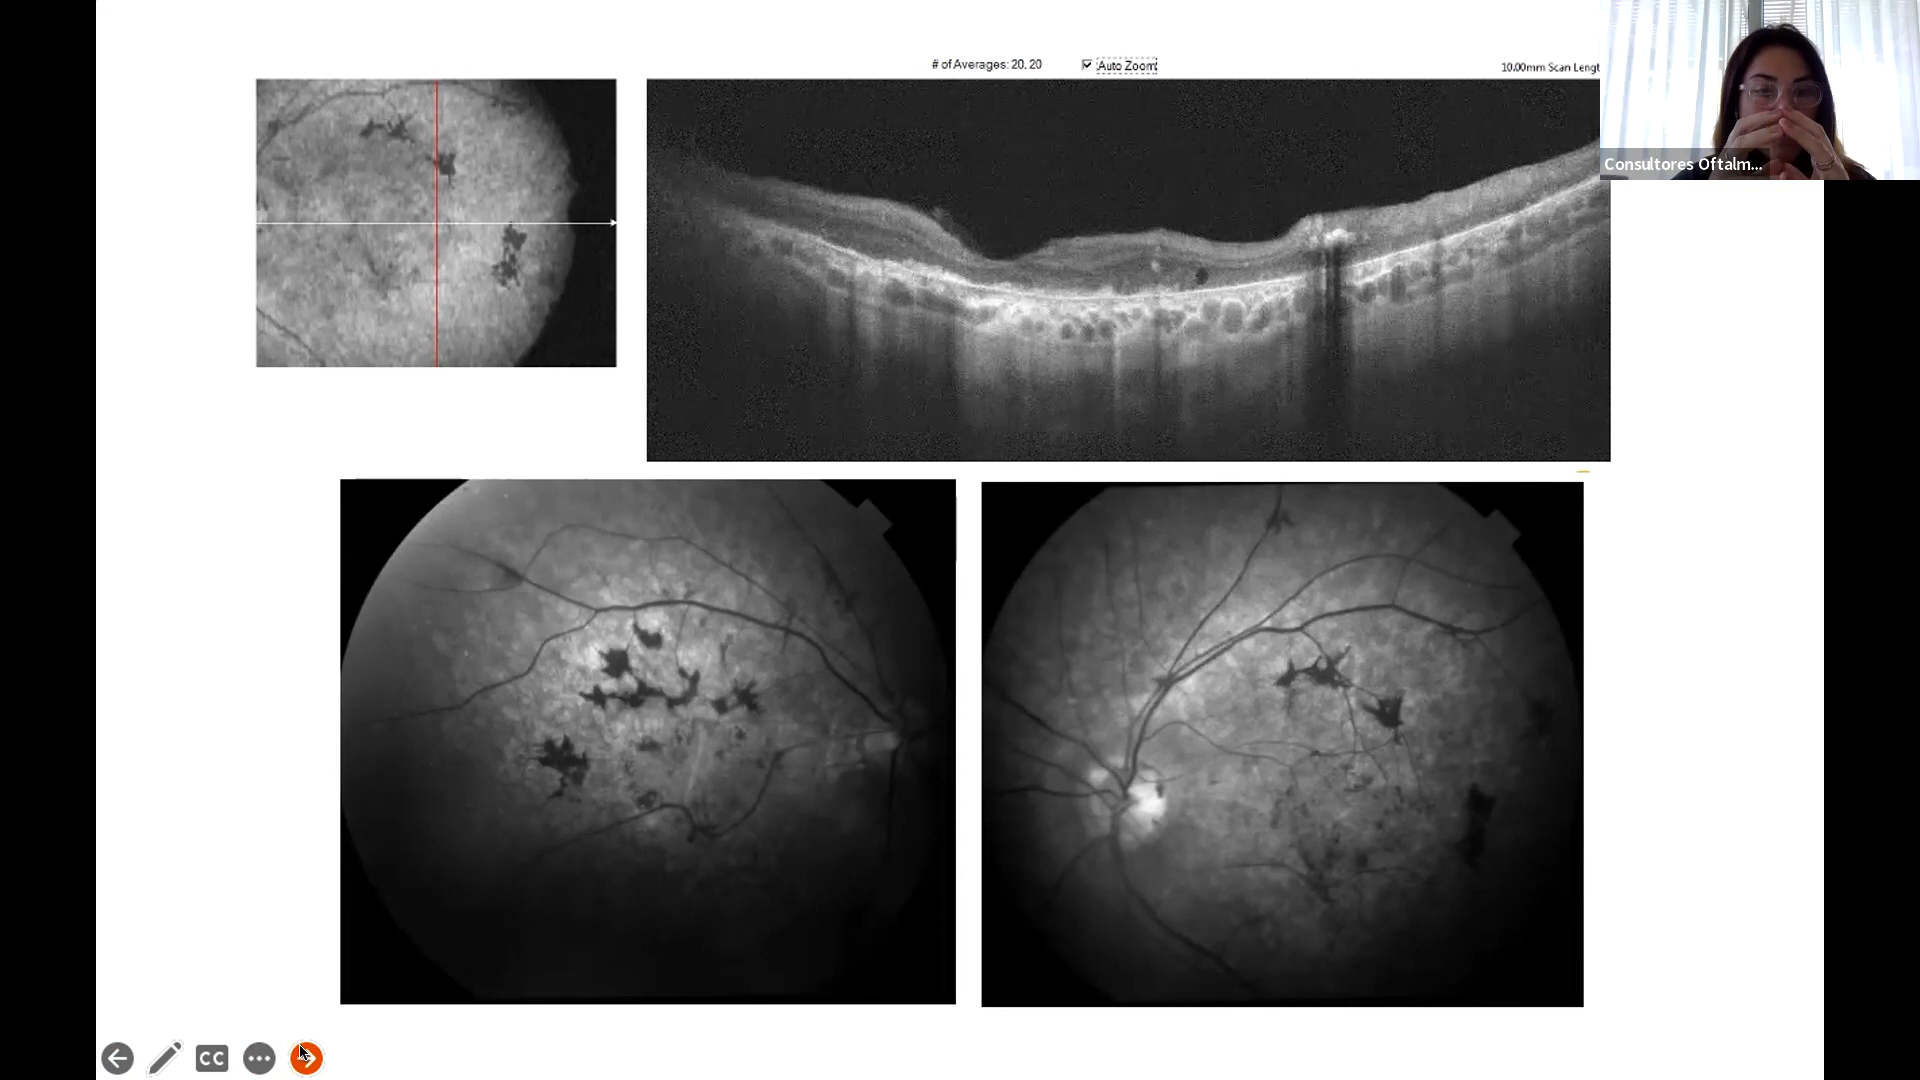 # of Averages: 20, 20
Auto Zoom
10.00mm Scan Lengt
Consultores Oftalm...
CC